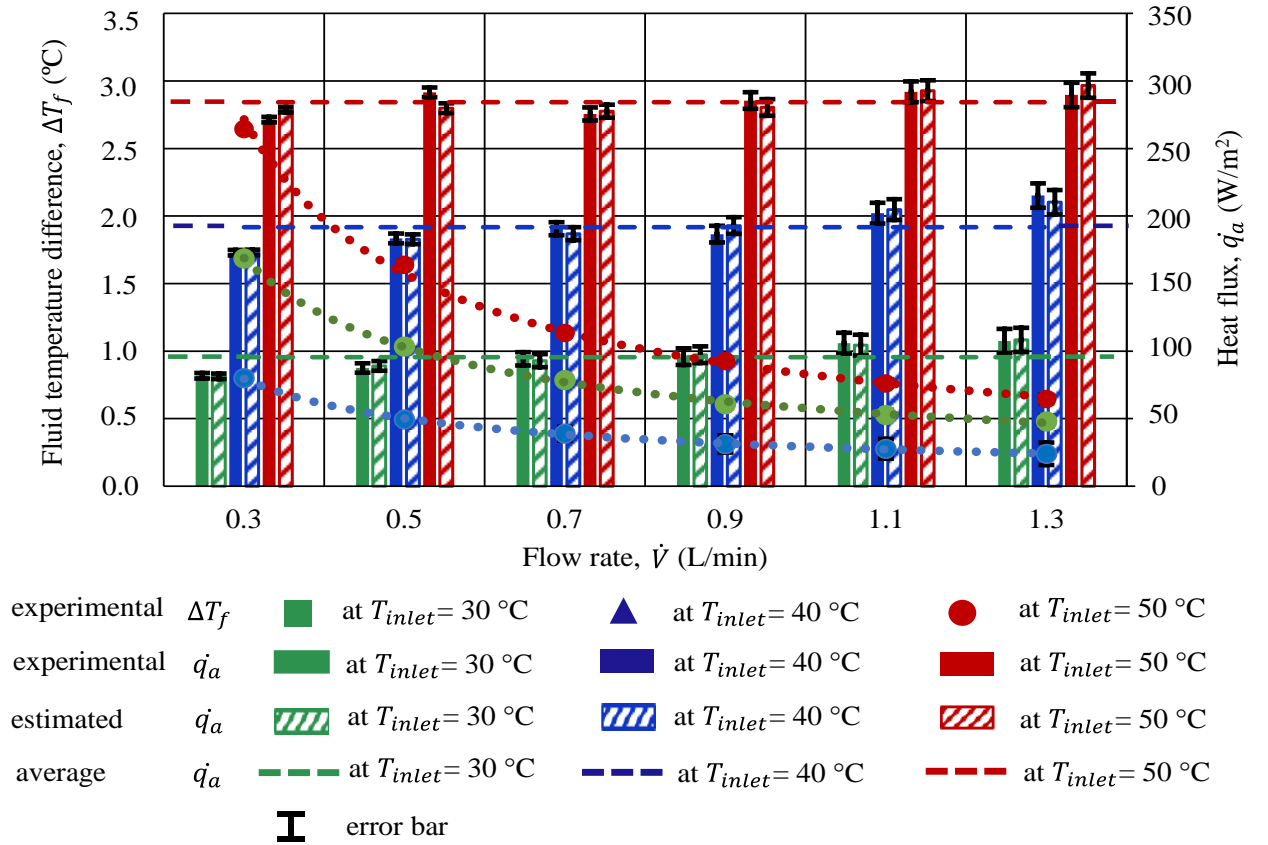 Fluid temperature difference, ΔT_f (ºC)
3.5
3.0
2.5
2.0
1.5
1.0
0.5
0.0
350
300
250
200
150
100
50
0
Heat flux, q̇_a (W/m²)
0.3 0.5 0.7 0.9 1.1 1.3
Flow rate, V̇ (L/min)
experimental ΔT_f at T_inlet= 30 °C at T_inlet= 40 °C at T_inlet= 50 °C
experimental q̇_a at T_inlet= 30 °C at T_inlet= 40 °C at T_inlet= 50 °C
estimated q̇_a at T_inlet= 30 °C at T_inlet= 40 °C at T_inlet= 50 °C
average q̇_a at T_inlet= 30 °C at T_inlet= 40 °C at T_inlet= 50 °C
error bar